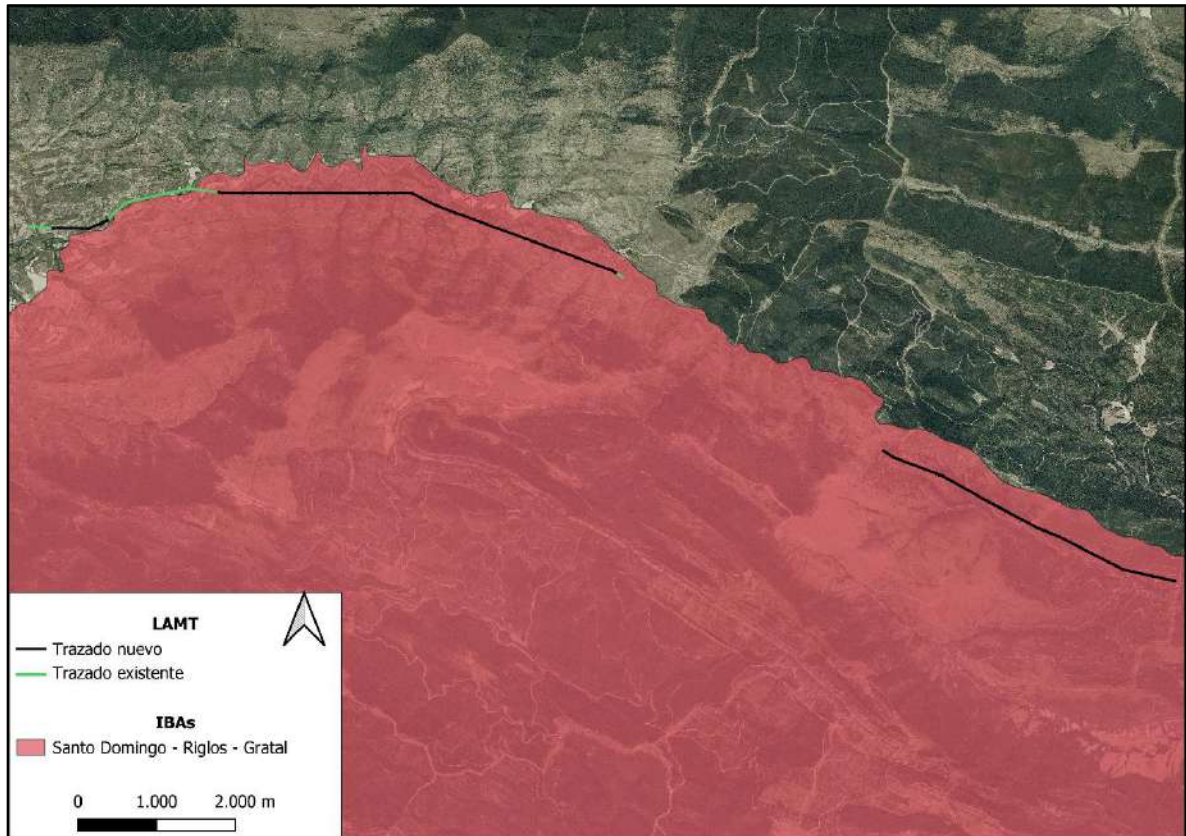 LAMT
Trazado nuevo
Trazado existente
IBAs
Santo Domingo - Riglos - Gratal
0 1.000 2.000 m